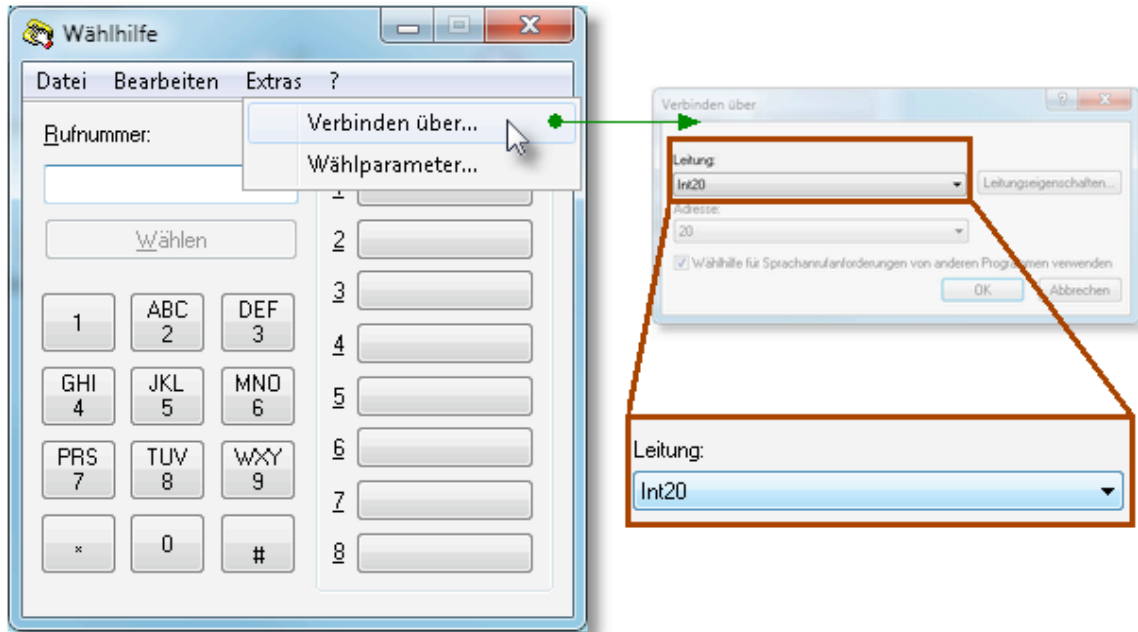 Wählhilfe
Datei Bearbeiten Extras ?
Verbinden über...
Wählparameter...
Rufnummer:
Wählen
1
2
3
4
5
6
7
8
1
ABC
2
DEF
3
GHI
4
JKL
5
MNO
6
PRS
7
TUV
8
WXY
9
*
0
#
Verbinden über
Leitung:
Int20
Leitungseigenschaften...
Adresse:
20
Wählhilfe für Sprachanrufanforderungen von anderen Programmen verwenden
OK
Abbrechen
Leitung:
Int20